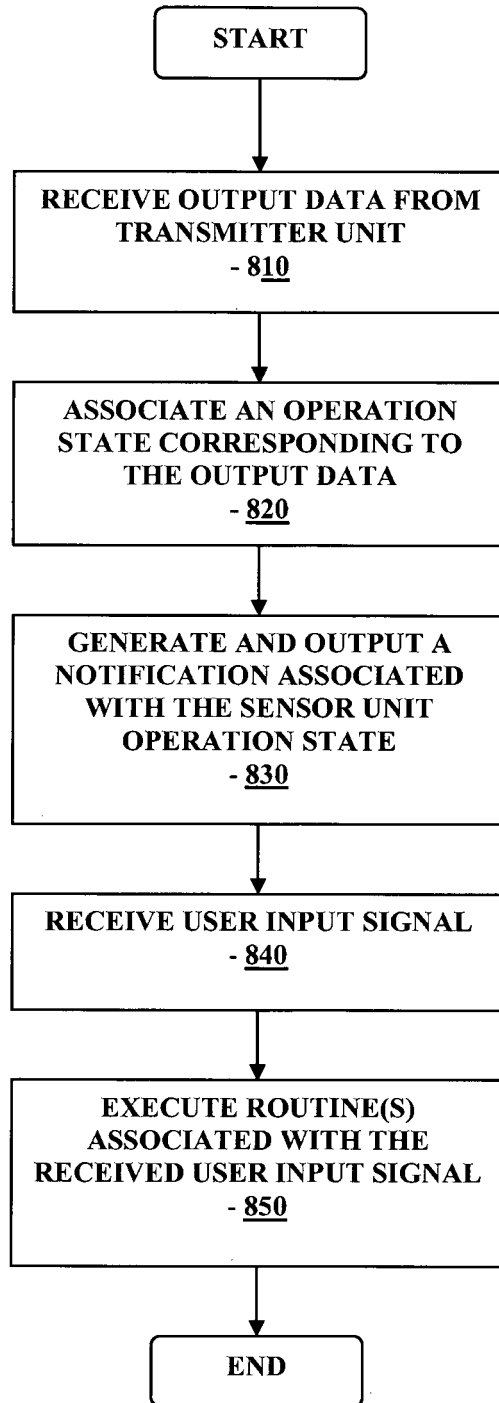 START
RECEIVE OUTPUT DATA FROM
TRANSMITTER UNIT
- 810
ASSOCIATE AN OPERATION
STATE CORRESPONDING TO
THE OUTPUT DATA
- 820
GENERATE AND OUTPUT A
NOTIFICATION ASSOCIATED
WITH THE SENSOR UNIT
OPERATION STATE
- 830
RECEIVE USER INPUT SIGNAL
- 840
EXECUTE ROUTINE(S)
ASSOCIATED WITH THE
RECEIVED USER INPUT SIGNAL
- 850
END